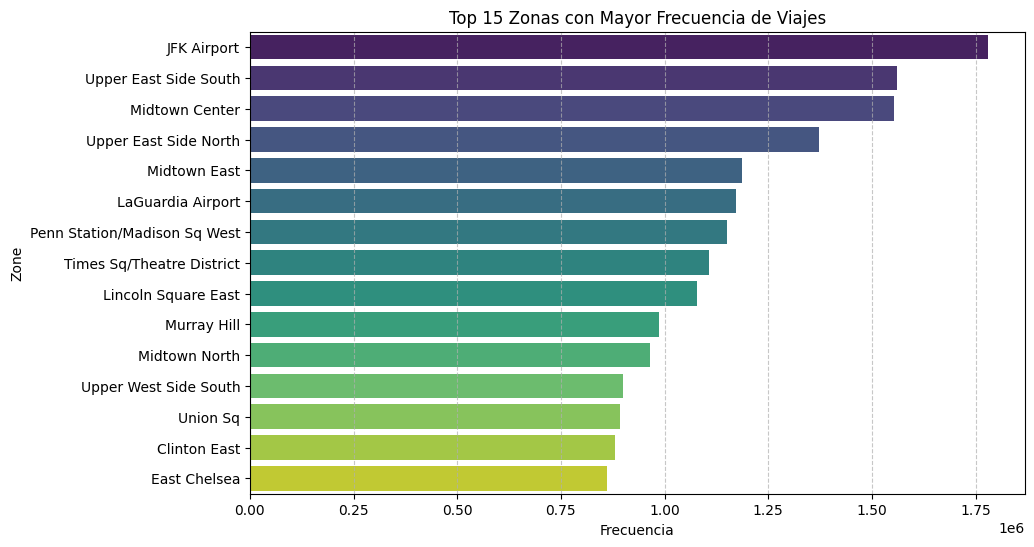 Top 15 Zonas con Mayor Frecuencia de Viajes
Zone
JFK Airport
Upper East Side South
Midtown Center
Upper East Side North
Midtown East
LaGuardia Airport
Penn Station/Madison Sq West
Times Sq/Theatre District
Lincoln Square East
Murray Hill
Midtown North
Upper West Side South
Union Sq
Clinton East
East Chelsea
0.00 0.25 0.50 0.75 1.00 1.25 1.50 1.75
1e6
Frecuencia